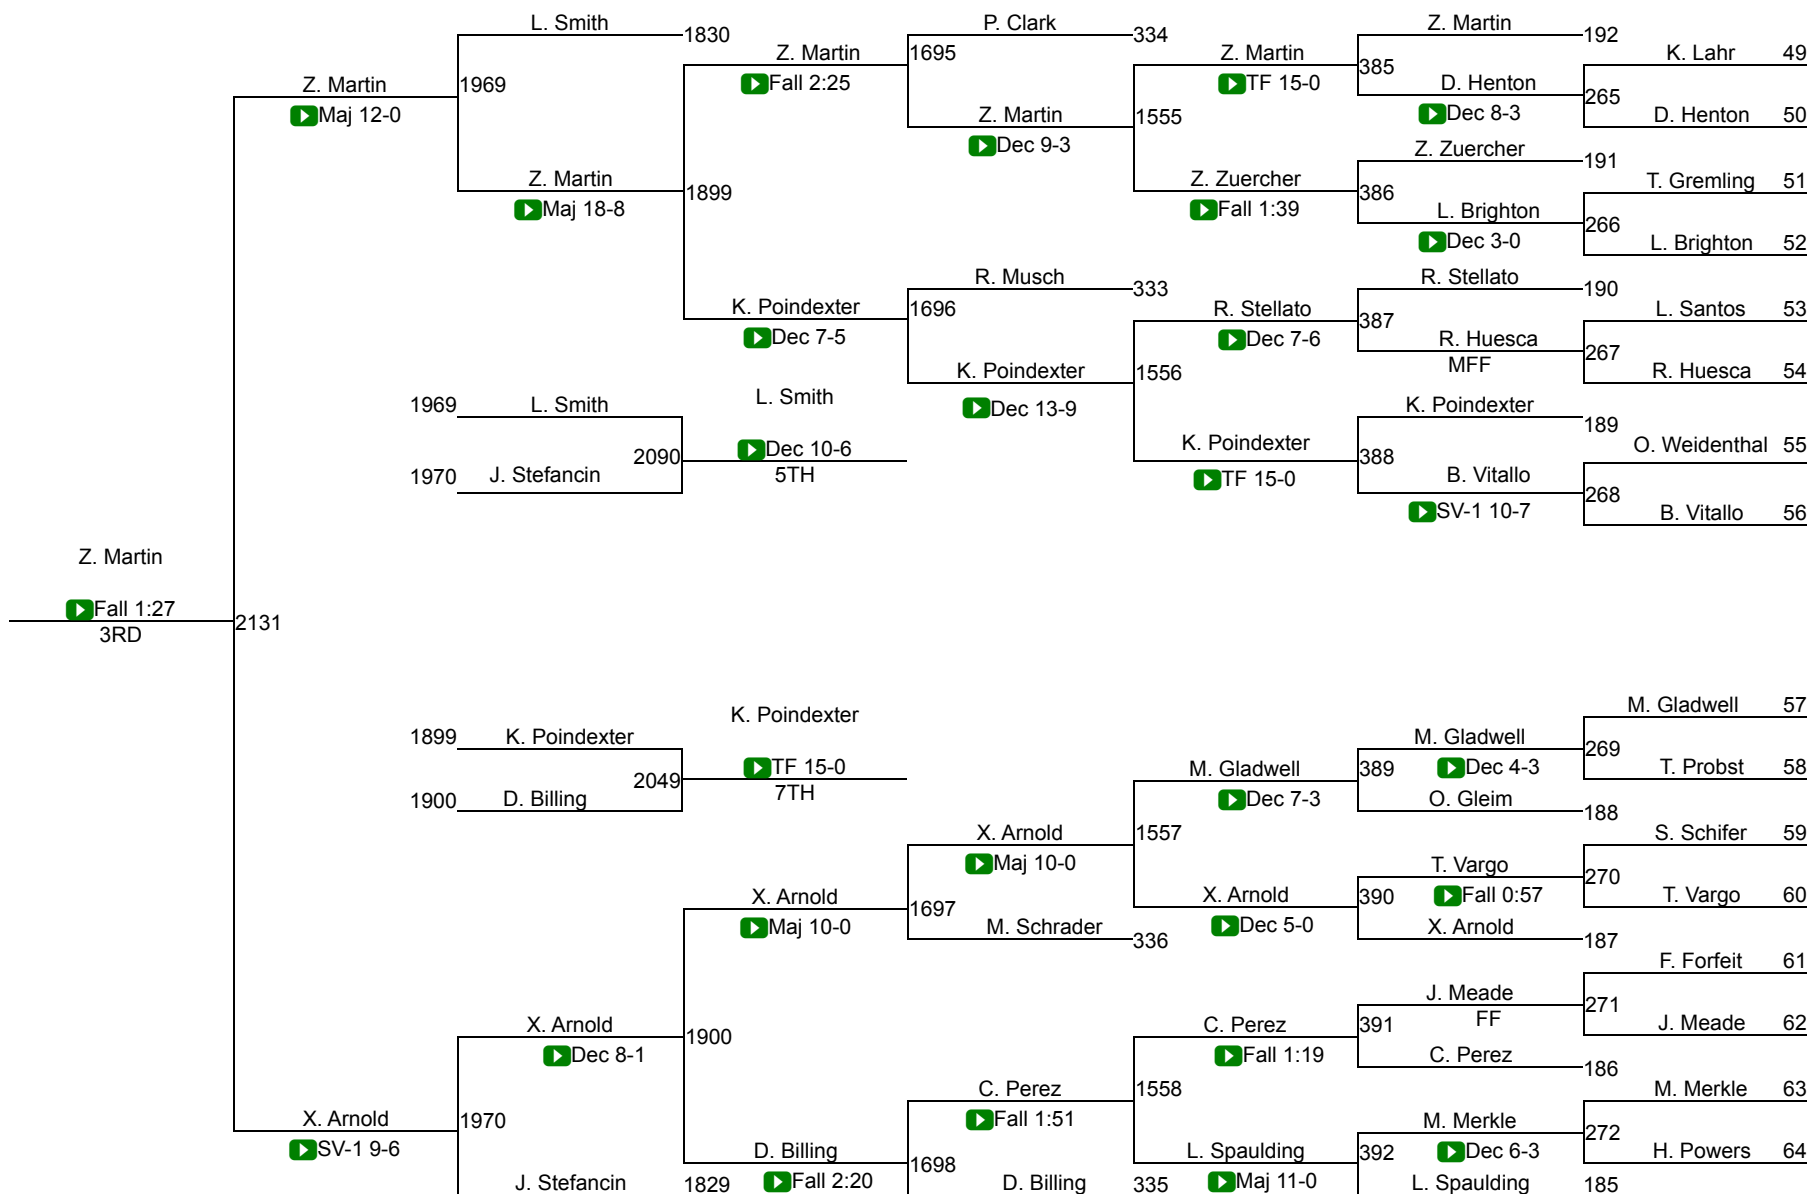 L. Smith
1830
P. Clark
334
Z. Martin
192
Z. Martin
1695
Z. Martin
K. Lahr 49
Z. Martin
1969
Fall 2:25
TF 15-0
385
D. Henton
265
Maj 12-0
Z. Martin
1555
Dec 8-3
D. Henton 50
Dec 9-3
Z. Zuercher
191
Z. Martin
1899
Z. Zuercher
386
T. Gremling 51
Maj 18-8
Fall 1:39
L. Brighton
266
Dec 3-0
L. Brighton 52
R. Musch
333
R. Stellato
190
K. Poindexter
1696
R. Stellato
387
L. Santos 53
Dec 7-5
Dec 7-6
R. Huesca
267
MFF
K. Poindexter
1556
R. Huesca 54
1969
L. Smith
L. Smith
Dec 13-9
K. Poindexter
189
2090
Dec 10-6
K. Poindexter
388
O. Weidenthal 55
1970
J. Stefancin
5TH
TF 15-0
B. Vitallo
268
SV-1 10-7
B. Vitallo 56
Z. Martin
Fall 1:27
2131
3RD
M. Gladwell 57
1899
K. Poindexter
K. Poindexter
M. Gladwell
269
2049
TF 15-0
M. Gladwell
389
Dec 4-3
T. Probst 58
1900
D. Billing
7TH
Dec 7-3
O. Gleim
188
X. Arnold
1557
S. Schifer 59
Maj 10-0
T. Vargo
270
X. Arnold
1697
X. Arnold
390
Fall 0:57
T. Vargo 60
Maj 10-0
M. Schrader
336
Dec 5-0
X. Arnold
187
F. Forfeit 61
J. Meade
271
X. Arnold
1900
C. Perez
391
FF
J. Meade 62
Dec 8-1
Fall 1:19
C. Perez
186
C. Perez
1558
M. Merkle 63
X. Arnold
1970
Fall 1:51
M. Merkle
272
SV-1 9-6
D. Billing
1698
L. Spaulding
392
Dec 6-3
H. Powers 64
J. Stefancin
1829
Fall 2:20
D. Billing
335
Maj 11-0
L. Spaulding
185